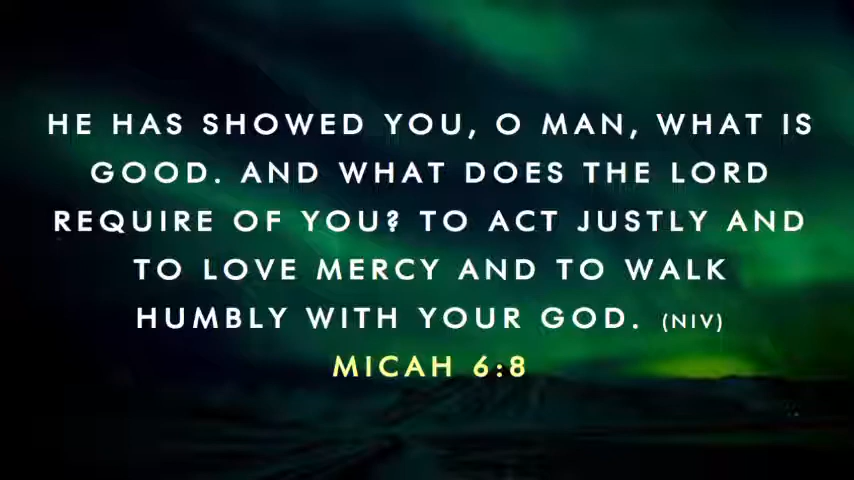 HE HAS SHOWED YOU, O MAN, WHAT IS
GOOD. AND WHAT DOES THE LORD
REQUIRE OF YOU? TO ACT JUSTLY AND
TO LOVE MERCY AND TO WALK
HUMBLY WITH YOUR GOD. (NIV)
MICAH 6:8